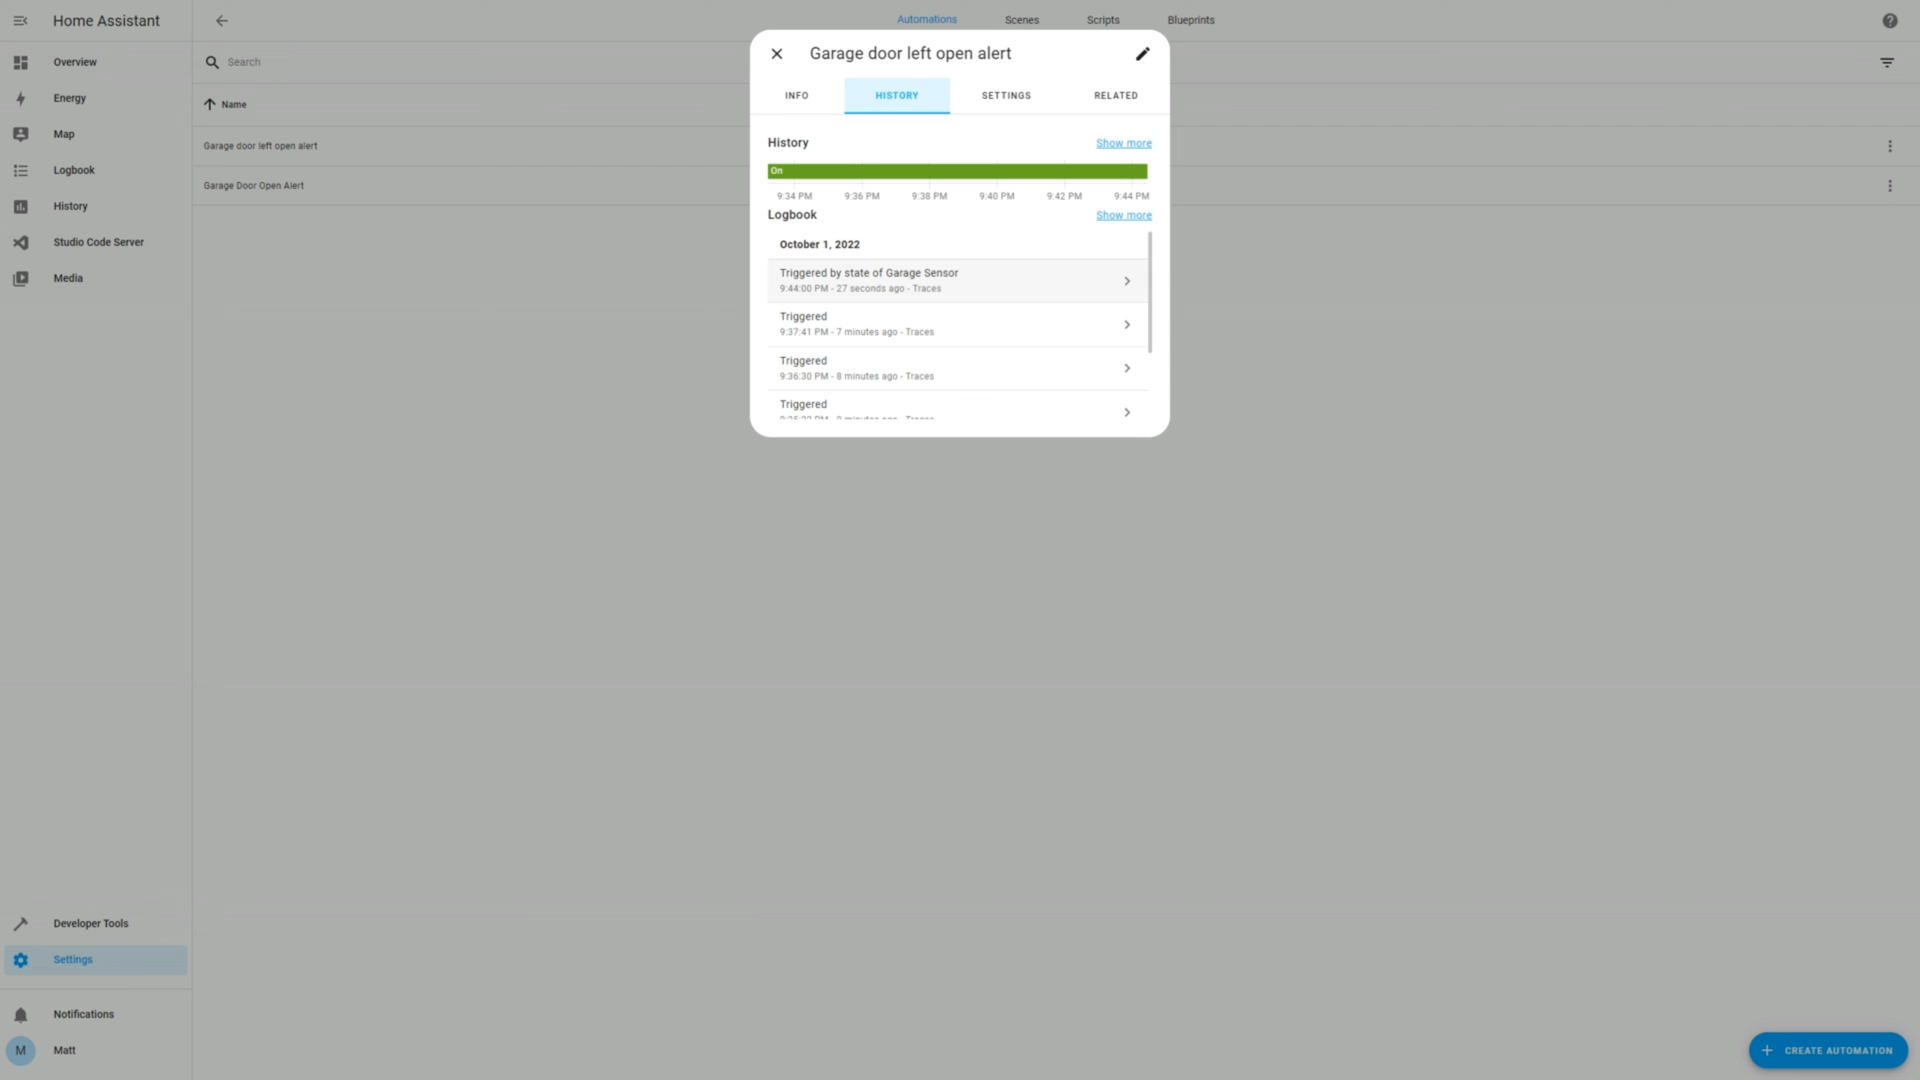 Home Assistant
Automations
Scenes
Scripts
Blueprints
Overview
Energy
Map
Logbook
History
Studio Code Server
Media
Developer Tools
Settings
Notifications
M
Matt
Search
Name
Garage door left open alert
Garage Door Open Alert
Garage door left open alert
INFO
HISTORY
SETTINGS
RELATED
History
Show more
On
9:34 PM 9:36 PM 9:38 PM 9:40 PM 9:42 PM 9:44 PM
Logbook
Show more
October 1, 2022
Triggered by state of Garage Sensor
9:44:00 PM - 27 seconds ago - Traces
Triggered
9:37:41 PM - 7 minutes ago - Traces
Triggered
9:36:30 PM - 8 minutes ago - Traces
Triggered
CREATE AUTOMATION